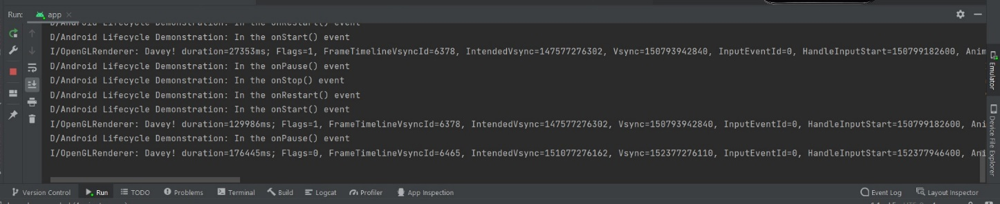 Run: app
D/Android Lifecycle Demonstration: In the onRestart() event
D/Android Lifecycle Demonstration: In the onStart() event
I/OpenGLRenderer: Davey! duration=27353ms; Flags=1, FrameTimelineVsyncId=6378, IntendedVsync=147577276302, Vsync=150793942840, InputEventId=0, HandleInputStart=150799182600, Anim
D/Android Lifecycle Demonstration: In the onPause() event
D/Android Lifecycle Demonstration: In the onStop() event
D/Android Lifecycle Demonstration: In the onRestart() event
D/Android Lifecycle Demonstration: In the onStart() event
I/OpenGLRenderer: Davey! duration=129986ms; Flags=1, FrameTimelineVsyncId=6378, IntendedVsync=147577276302, Vsync=150793942840, InputEventId=0, HandleInputStart=150799182600, Ani
D/Android Lifecycle Demonstration: In the onPause() event
I/OpenGLRenderer: Davey! duration=176445ms; Flags=0, FrameTimelineVsyncId=6465, IntendedVsync=151077276162, Vsync=152377276110, InputEventId=0, HandleInputStart=152377946400, Ani
Emulator
Device File Explorer
Version Control Run TODO Problems Terminal Build Logcat Profiler App Inspection Event Log Layout Inspector